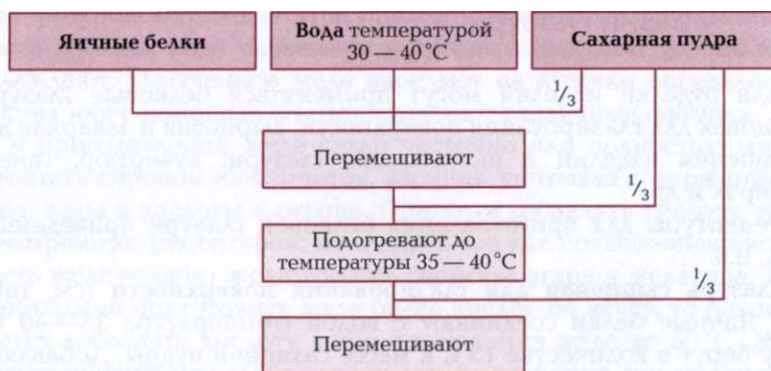 Яичные белки
Вода температурой
30 — 40 °С
Сахарная пудра
1/3
Перемешивают
1/3
Подогревают до
температуры 35 — 40 °С
1/3
Перемешивают